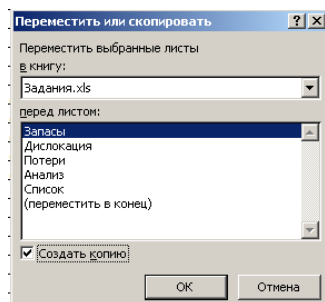 Переместить или скопировать
Переместить выбранные листы
в книгу:
Задания.xls
перед листом:
Запасы
Дислокация
Потери
Анализ
Список
(переместить в конец)
Создать копию
ОК
Отмена